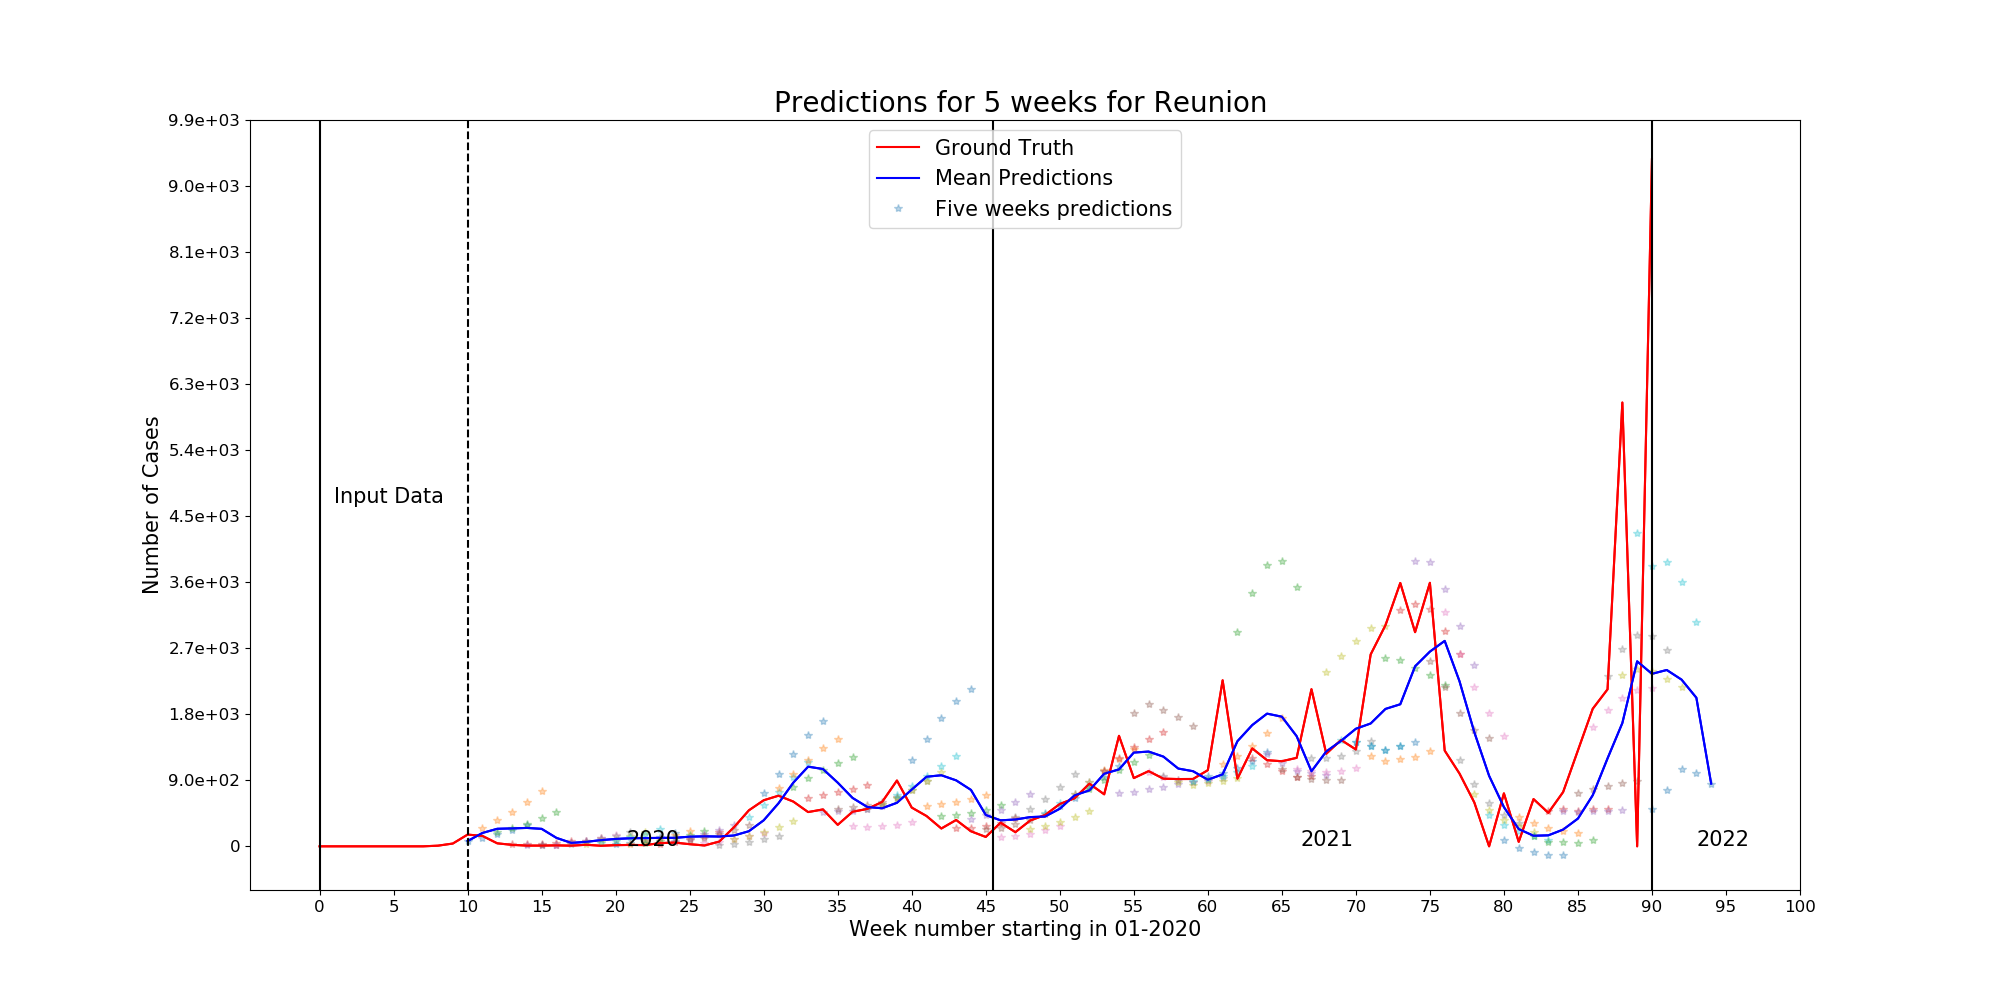 Predictions for 5 weeks for Reunion
9.9e+03
9.0e+03
8.1e+03
7.2e+03
6.3e+03
5.4e+03
4.5e+03
3.6e+03
2.7e+03
1.8e+03
9.0e+02
0
Number of Cases
Ground Truth
Mean Predictions
Five weeks predictions
Input Data
2020
2021
2022
0 5 10 15 20 25 30 35 40 45 50 55 60 65 70 75 80 85 90 95 100
Week number starting in 01-2020